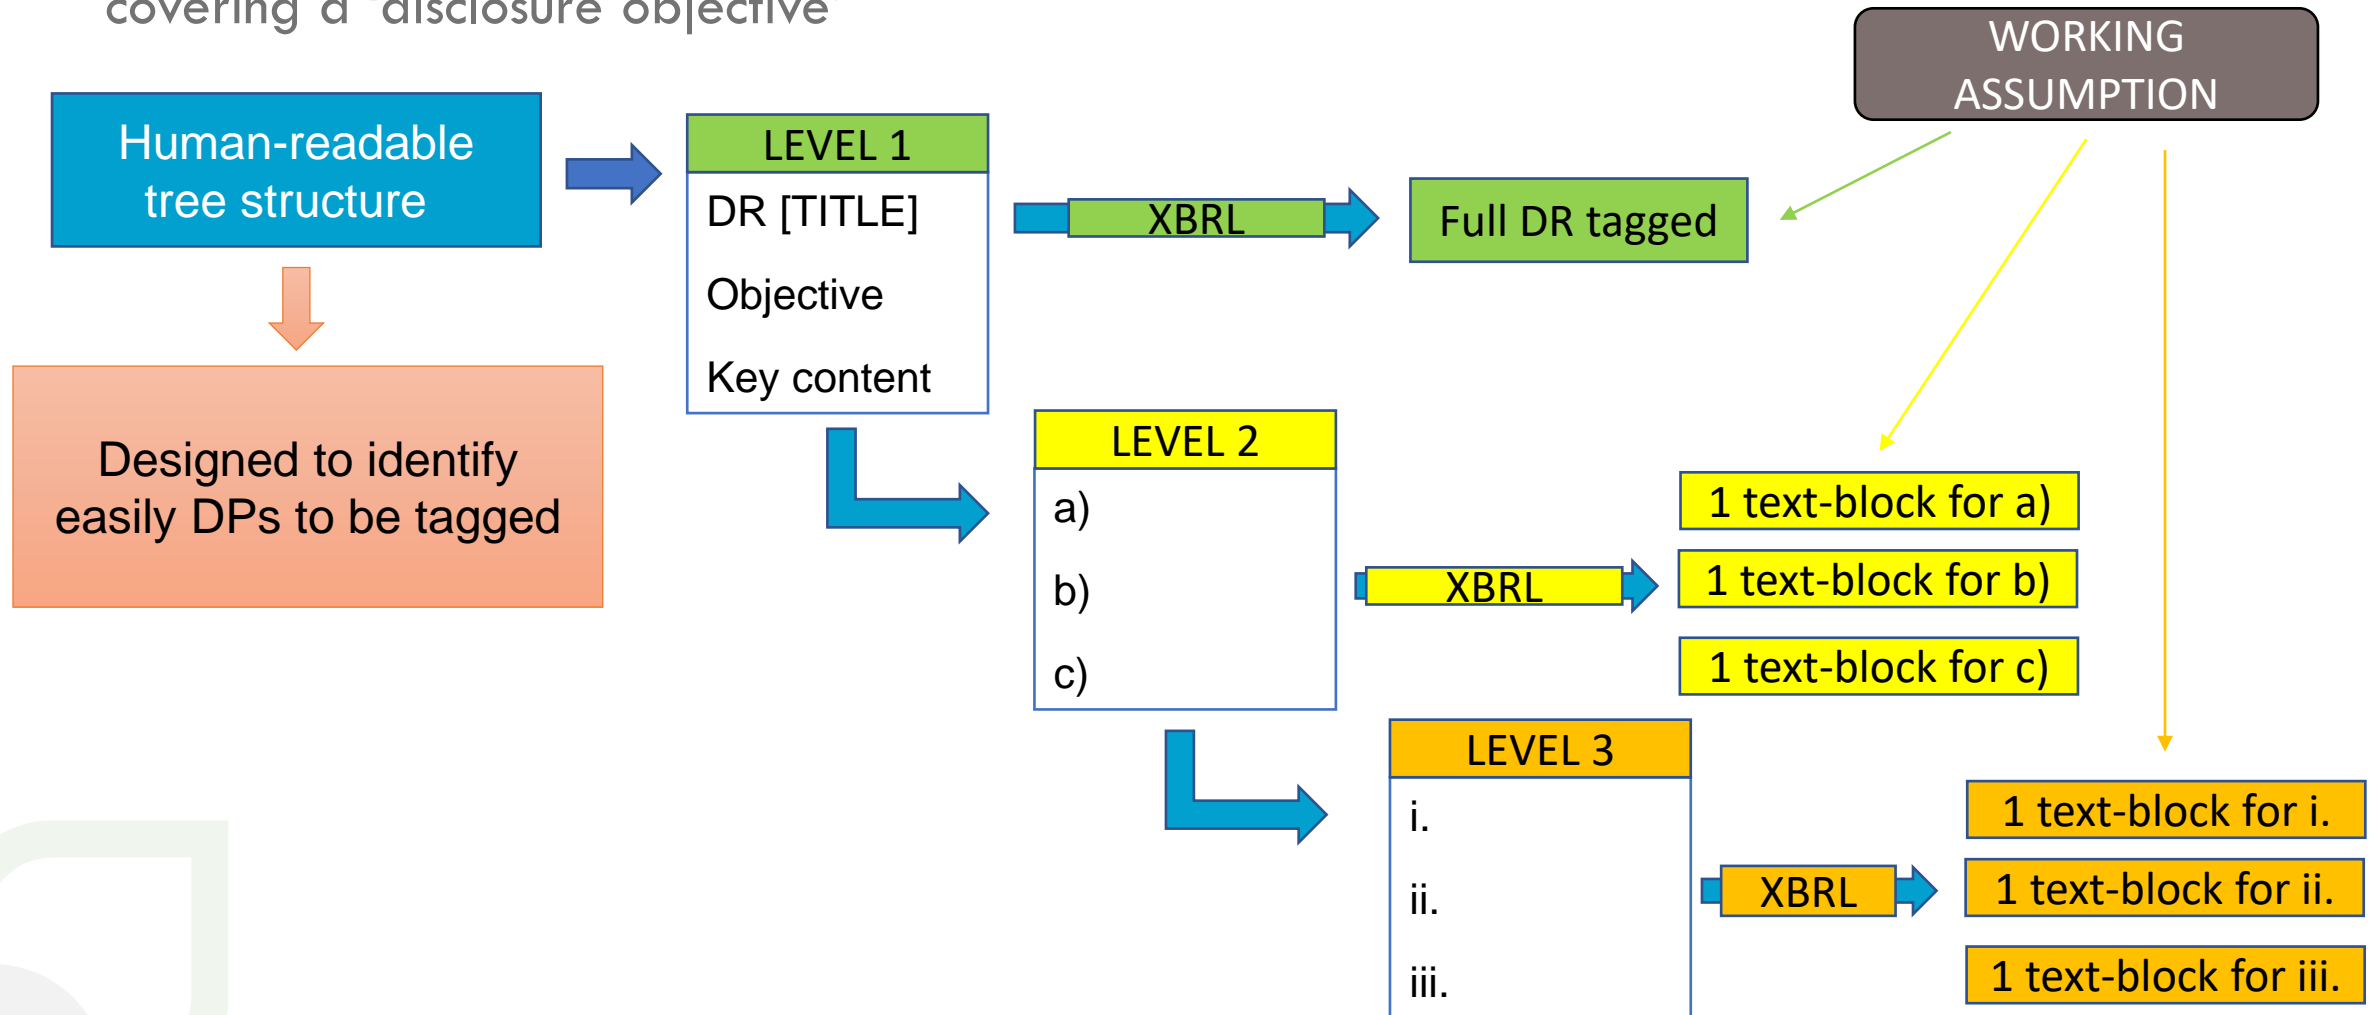 covering a 'disclosure objective'
WORKING
ASSUMPTION
Human-readable
tree structure
Designed to identify
easily DPs to be tagged
LEVEL 1
DR [TITLE]
Objective
Key content
XBRL
Full DR tagged
LEVEL 2
a)
b)
c)
XBRL
1 text-block for a)
1 text-block for b)
1 text-block for c)
LEVEL 3
i.
ii.
iii.
XBRL
1 text-block for i.
1 text-block for ii.
1 text-block for iii.